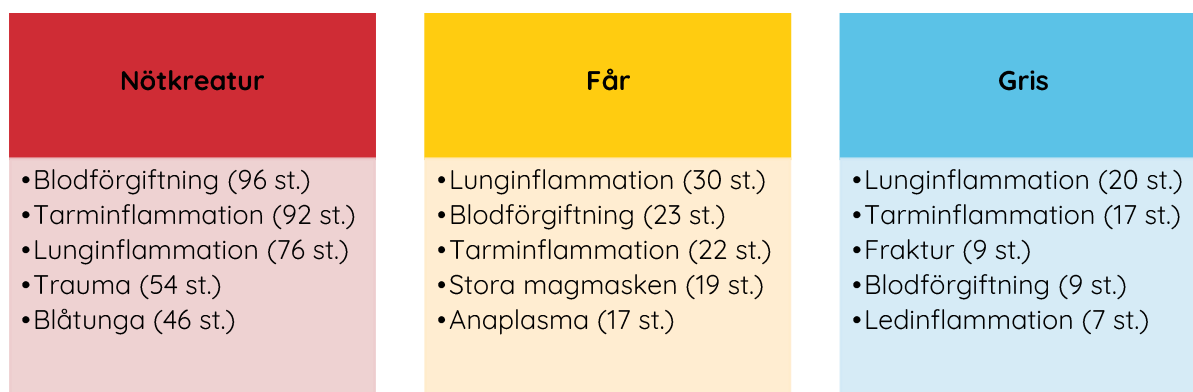 Nötkreatur
•Blodförgiftning (96 st.)
•Tarminflammation (92 st.)
•Lunginflammation (76 st.)
•Trauma (54 st.)
•Blåtunga (46 st.)
Får
•Lunginflammation (30 st.)
•Blodförgiftning (23 st.)
•Tarminflammation (22 st.)
•Stora magmasken (19 st.)
•Anaplasma (17 st.)
Gris
•Lunginflammation (20 st.)
•Tarminflammation (17 st.)
•Fraktur (9 st.)
•Blodförgiftning (9 st.)
•Ledinflammation (7 st.)